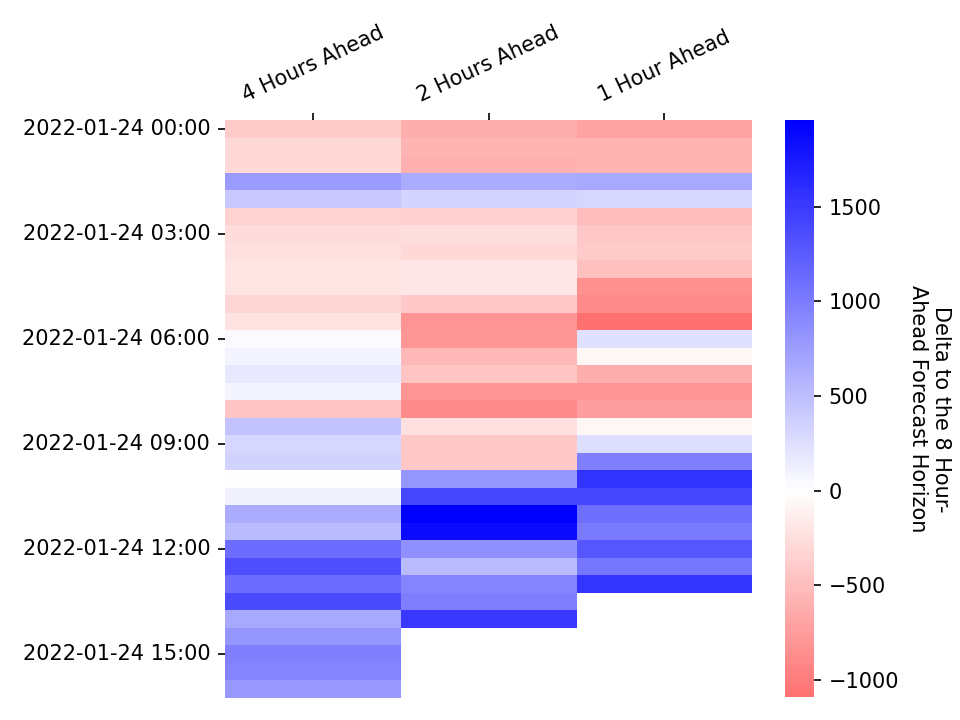 4 Hours Ahead
2 Hours Ahead
1 Hour Ahead
2022-01-24 00:00
2022-01-24 03:00
2022-01-24 06:00
2022-01-24 09:00
2022-01-24 12:00
2022-01-24 15:00
1500
1000
500
0
−500
−1000
Delta to the 8 Hour-
Ahead Forecast Horizon